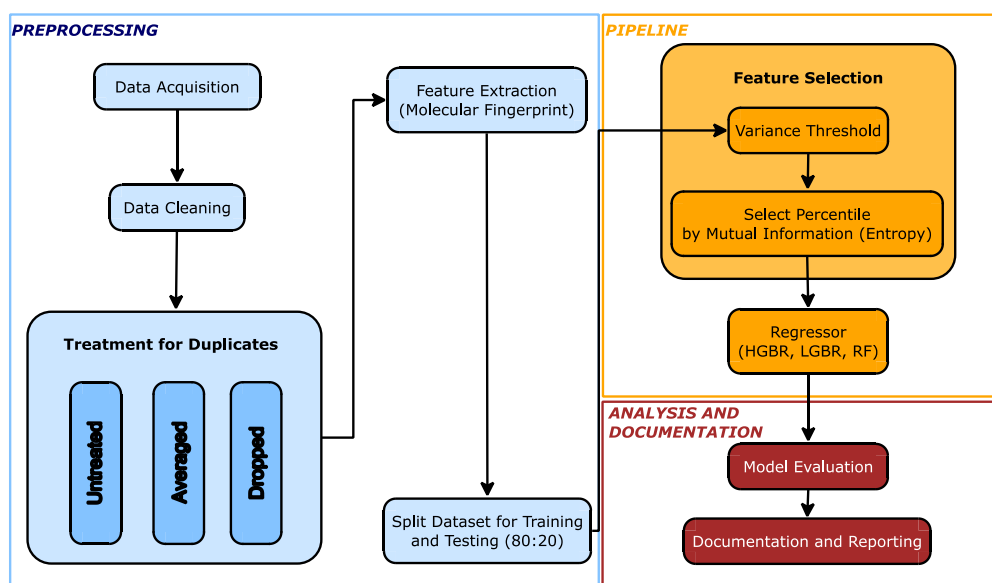 PREPROCESSING
Data Acquisition
Data Cleaning
Treatment for Duplicates
Untreated
Averaged
Dropped
Feature Extraction
(Molecular Fingerprint)
Split Dataset for Training
and Testing (80:20)
PIPELINE
Feature Selection
Variance Threshold
Select Percentile
by Mutual Information (Entropy)
Regressor
(HGBR, LGBR, RF)
ANALYSIS AND
DOCUMENTATION
Model Evaluation
Documentation and Reporting